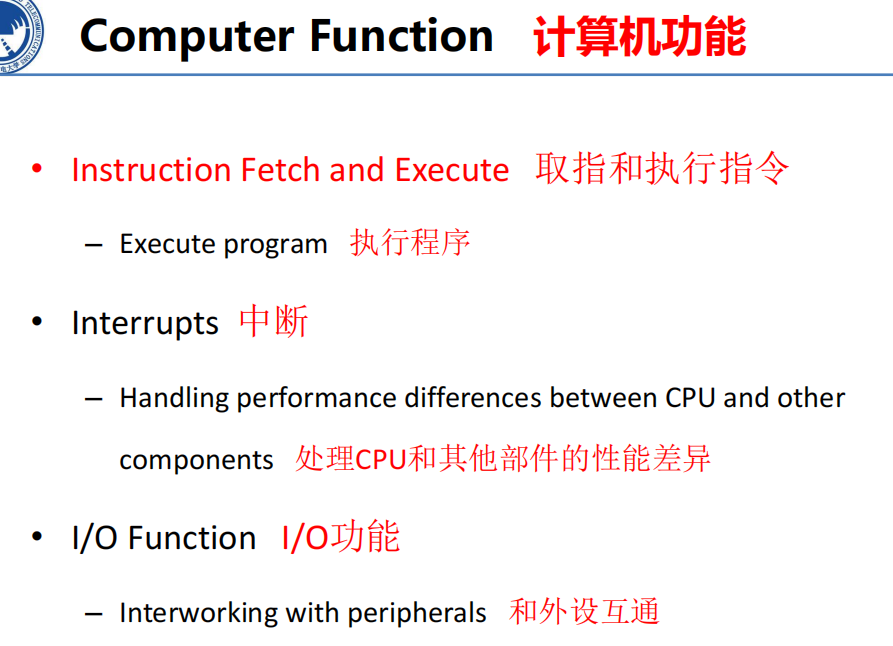 Computer Function 计算机功能
• Instruction Fetch and Execute 取指和执行指令
– Execute program 执行程序
• Interrupts 中断
– Handling performance differences between CPU and other
components 处理CPU和其他部件的性能差异
• I/O Function I/O功能
– Interworking with peripherals 和外设互通